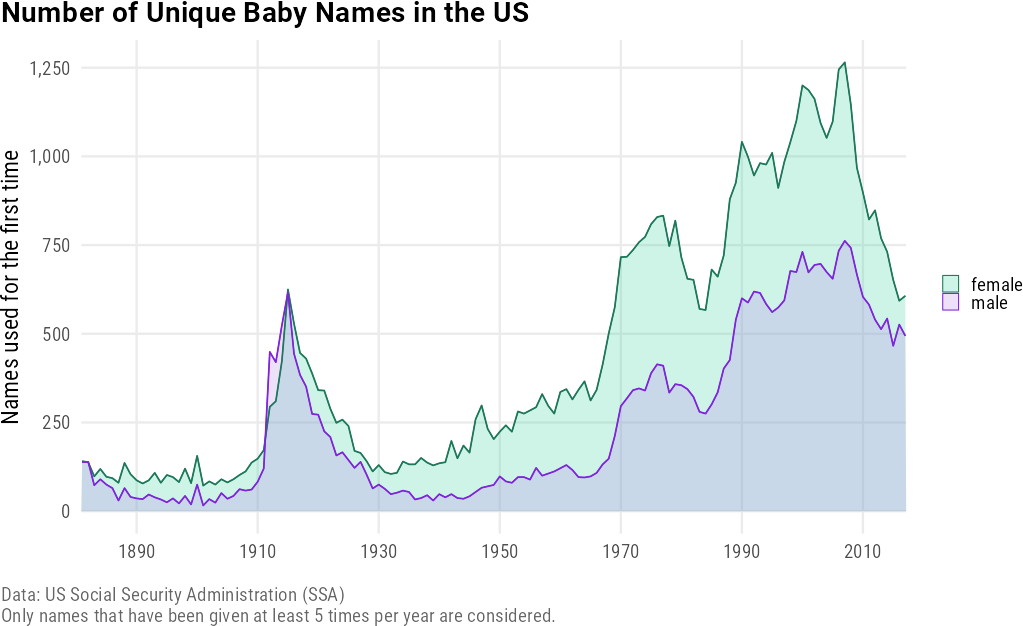 Number of Unique Baby Names in the US
Names used for the first time
1,250
1,000
750
500
250
0
1890 1910 1930 1950 1970 1990 2010
female
male
Data: US Social Security Administration (SSA)
Only names that have been given at least 5 times per year are considered.